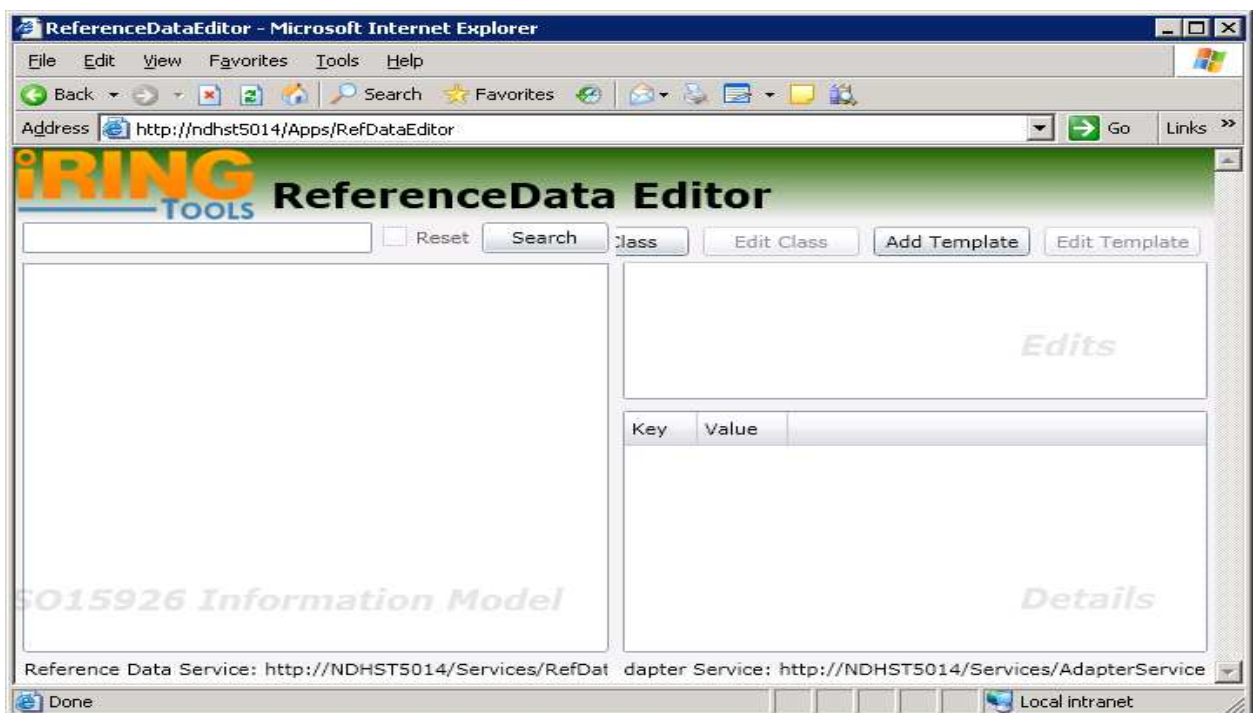 ReferenceDataEditor - Microsoft Internet Explorer
File Edit View Favorites Tools Help
Back Search Favorites
Address http://ndhst5014/Apps/RefDataEditor Go Links »
iRING TOOLS ReferenceData Editor
Reset Search Class Edit Class Add Template Edit Template
Edits
Key Value
SO15926 Information Model Details
Reference Data Service: http://NDHST5014/Services/RefDat dapter Service: http://NDHST5014/Services/AdapterService
Done Local intranet